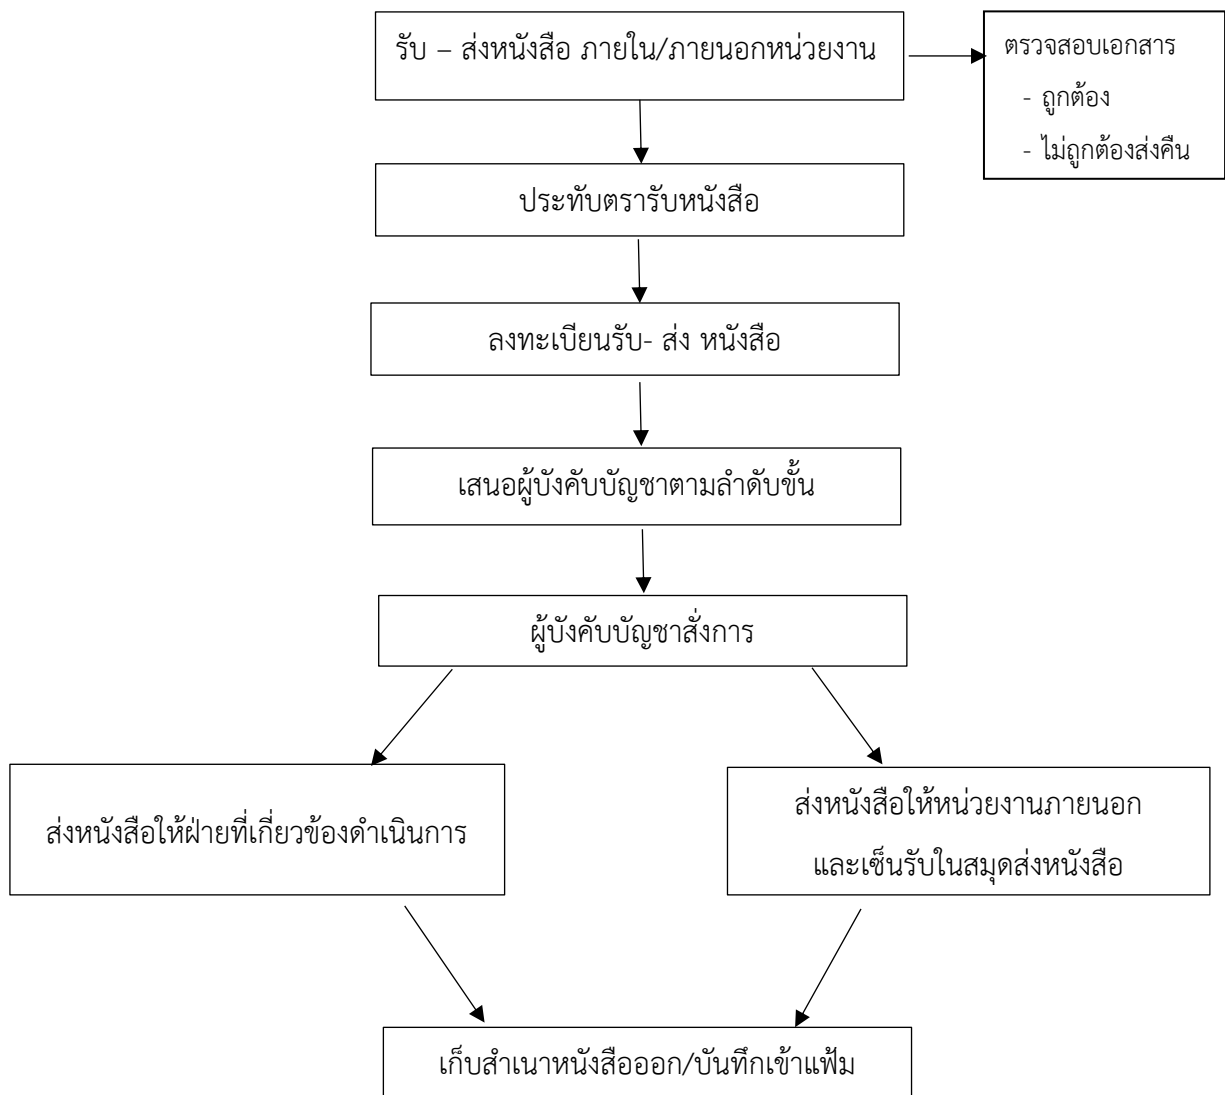 รับ – ส่งหนังสือ ภายใน/ภายนอกหน่วยงาน
ตรวจสอบเอกสาร
- ถูกต้อง
- ไม่ถูกต้องส่งคืน
ประทับตรารับหนังสือ
ลงทะเบียนรับ- ส่ง หนังสือ
เสนอผู้บังคับบัญชาตามลำดับขั้น
ผู้บังคับบัญชาสั่งการ
ส่งหนังสือให้ฝ่ายที่เกี่ยวข้องดำเนินการ
ส่งหนังสือให้หน่วยงานภายนอก
และเซ็นรับในสมุดส่งหนังสือ
เก็บสำเนาหนังสือออก/บันทึกเข้าแฟ้ม